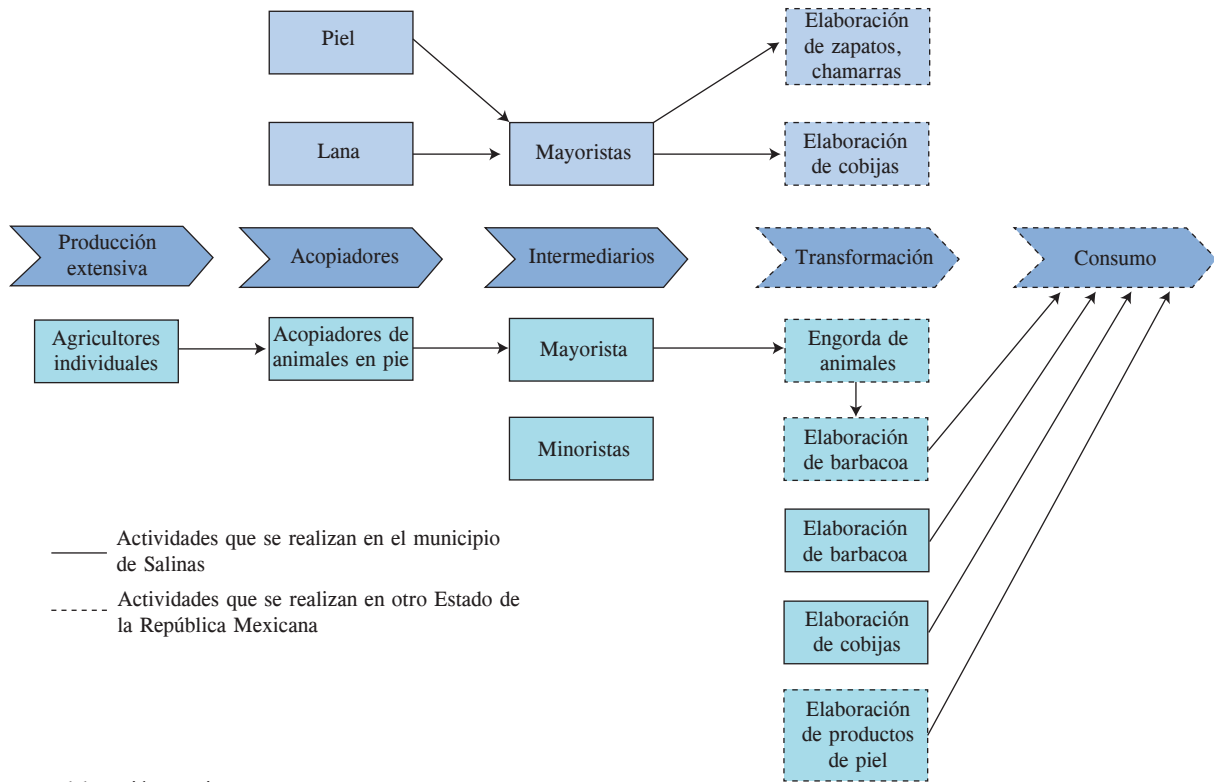 Piel
Elaboración
de zapatos,
chamarras
Lana
Mayoristas
Elaboración
de cobijas
Producción
extensiva
Acopiadores
Intermediarios
Transformación
Consumo
Agricultores
individuales
Acopiadores de
animales en pie
Mayorista
Engorda de
animales
Minoristas
Elaboración
de barbacoa
Elaboración
de barbacoa
Elaboración
de cobijas
Elaboración
de productos
de piel
Actividades que se realizan en el municipio
de Salinas
Actividades que se realizan en otro Estado de
la República Mexicana